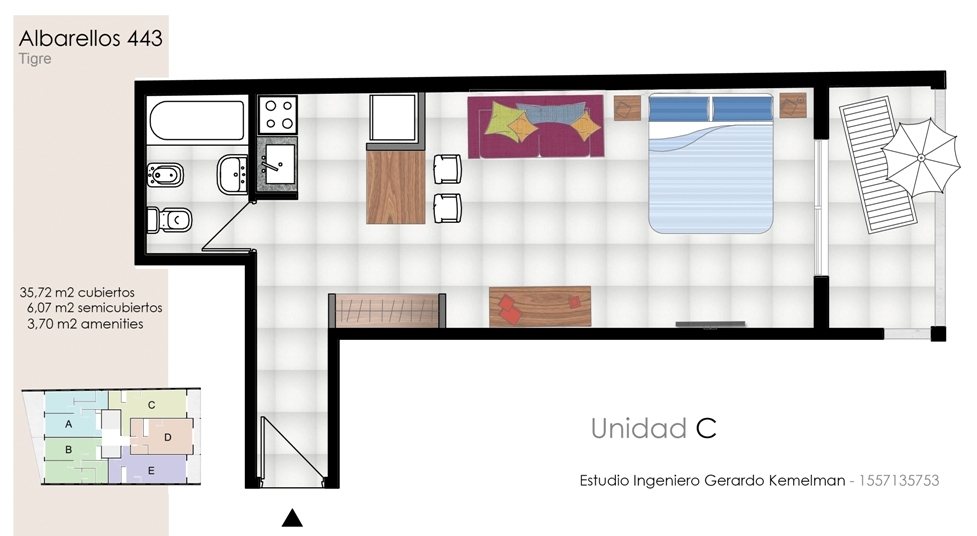 Albarellos 443
Tigre
35,72 m2 cubiertos
6,07 m2 semicubiertos
3,70 m2 amenities
A
B
C
D
E
Unidad C
Estudio Ingeniero Gerardo Kemelman - 1557135753